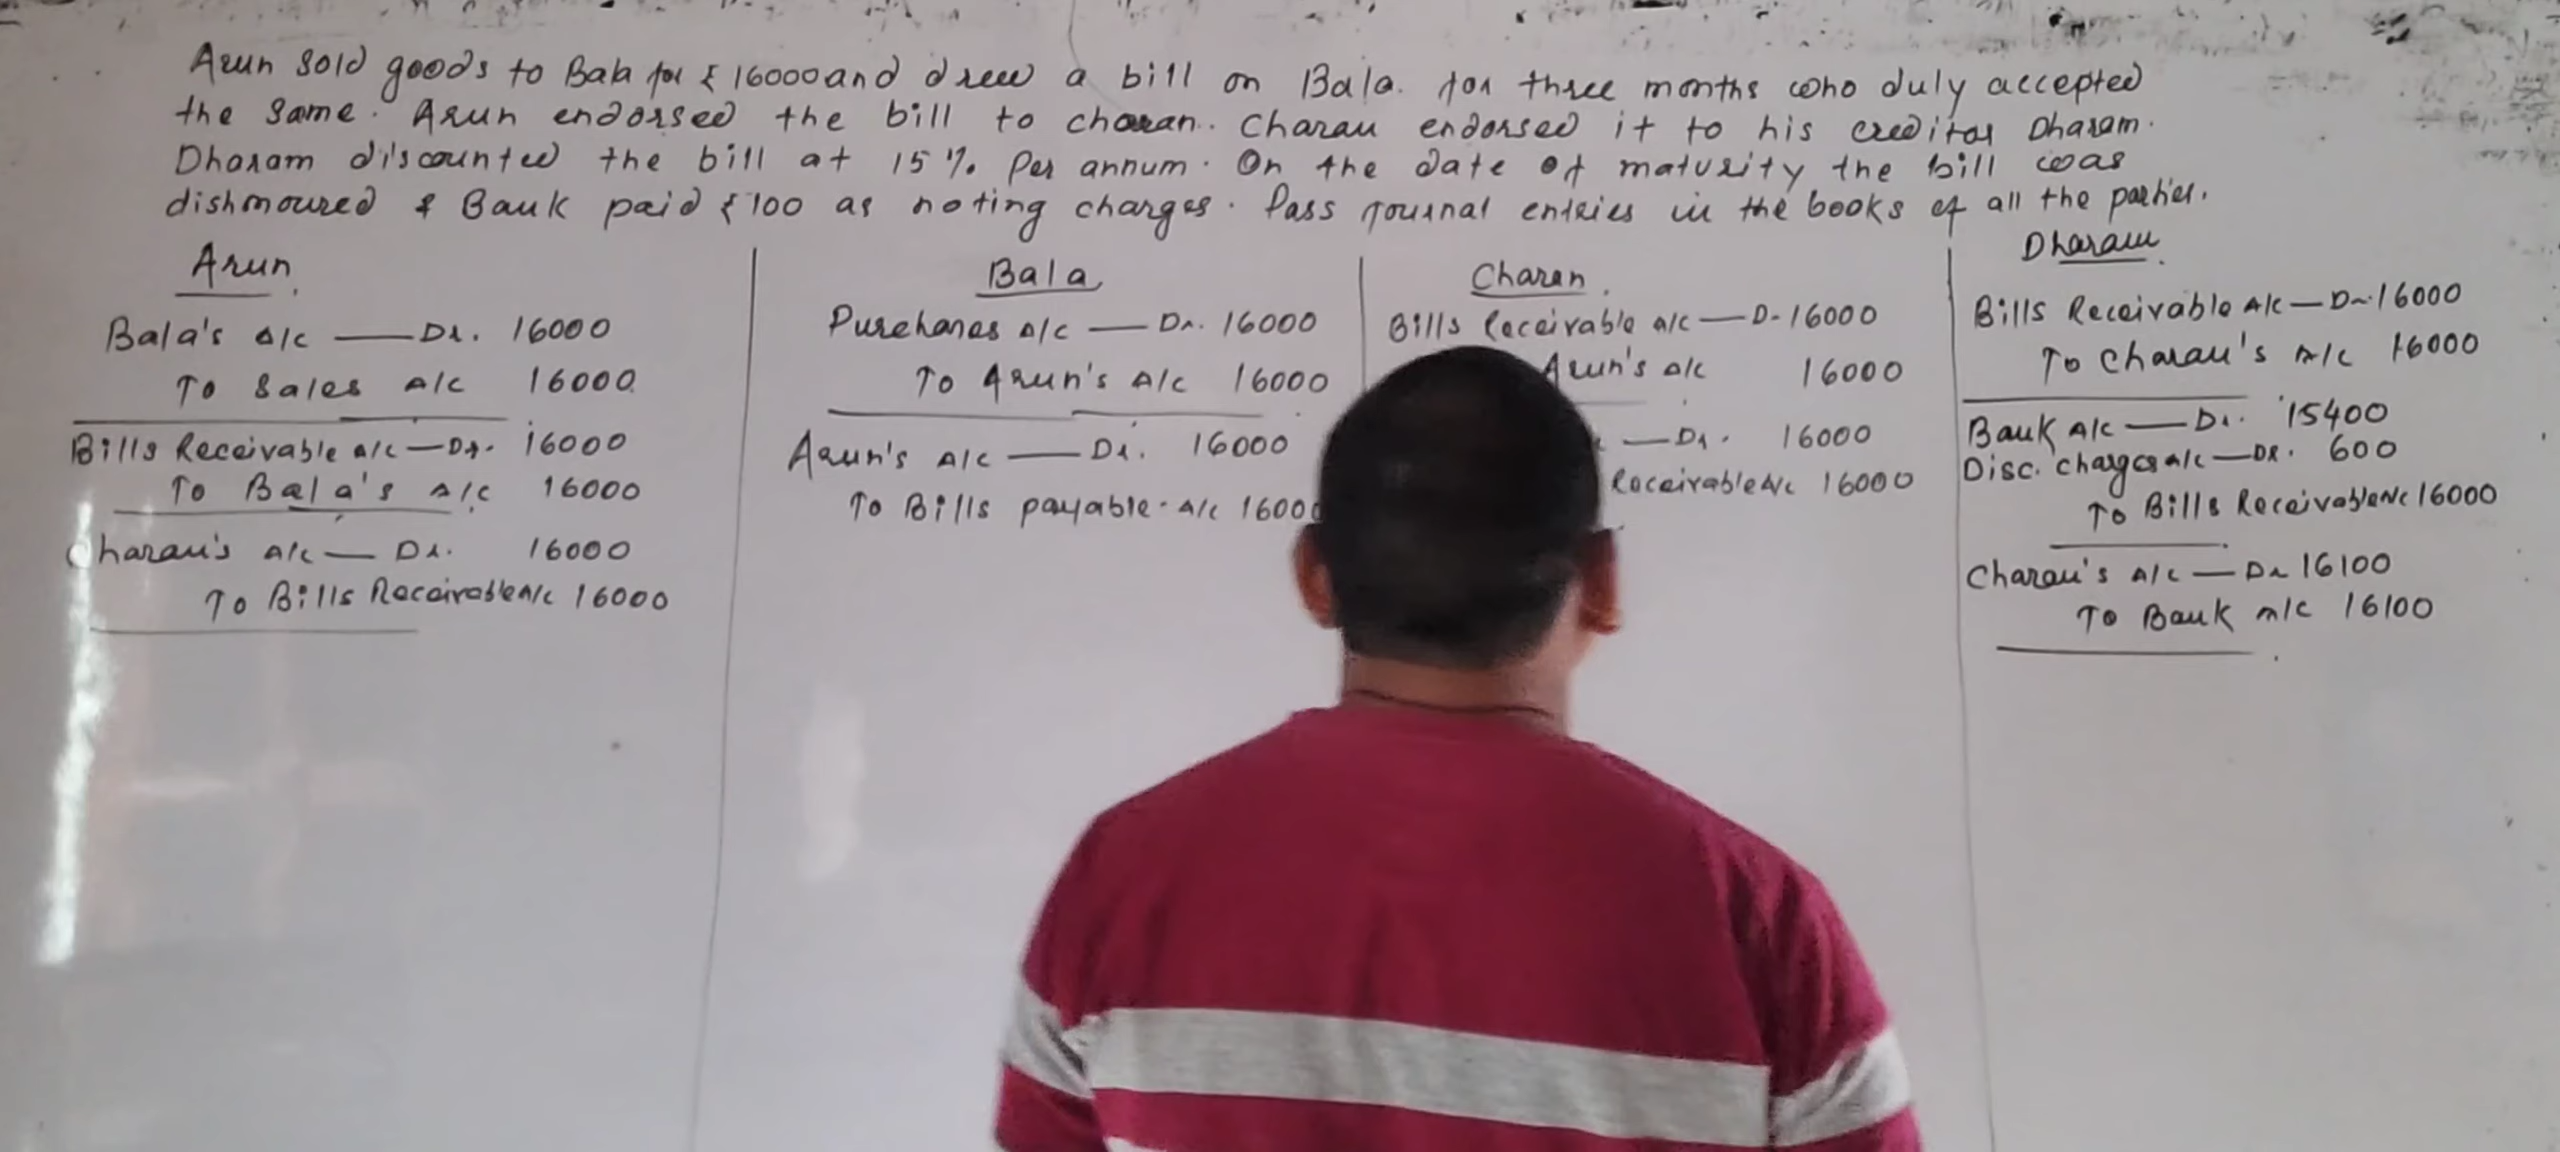 Arun sold goods to Bala for ₹ 16000 and drew a bill on Bala. for three months who duly accepted
the same. Arun endorsed the bill to charan. Charan endorsed it to his creditor Dharam.
Dharam discounted the bill at 15% Per annum. On the date of maturity the bill was
dishnoured & Bank paid ₹100 as noting charges. Pass journal entries in the books of all the parties.
Arun
Bala's A/c — Dr. 16000
To Sales A/c 16000
Bills Receivable A/c — Dr. 16000
To Bala's A/c 16000
Charan's A/c — Dr. 16000
To Bills Receivable A/c 16000
Bala
Purchases A/c — Dr. 16000
To Arun's A/c 16000
Arun's A/c — Dr. 16000
To Bills payable A/c 16000
Charan
Bills Receivable A/c — D- 16000
Arun's A/c 16000
— Dr. 16000
Receivable A/c 16000
Dharam
Bills Receivable A/c — Dr. 16000
To Charan's A/c 16000
Bank A/c — Dr. 15400
Disc. charges A/c — Dr. 600
To Bills Receivable A/c 16000
Charan's A/c — Dr 16100
To Bank A/c 16100